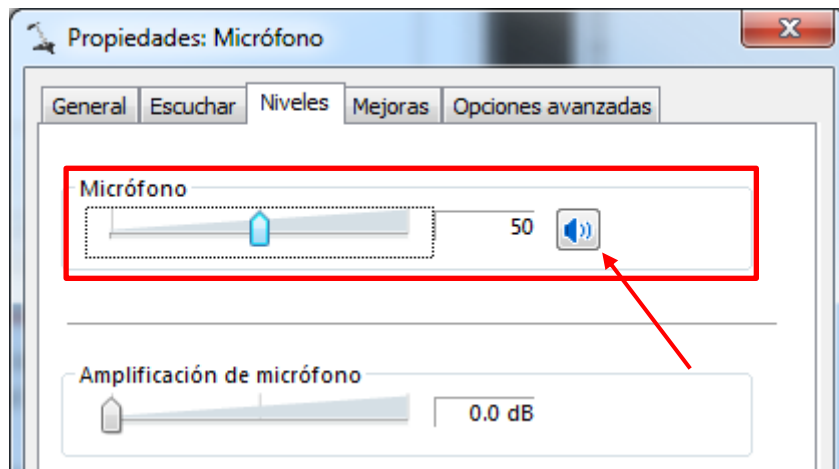 Propiedades: Micrófono
General Escuchar Niveles Mejoras Opciones avanzadas
Micrófono
50
Amplificación de micrófono
0.0 dB